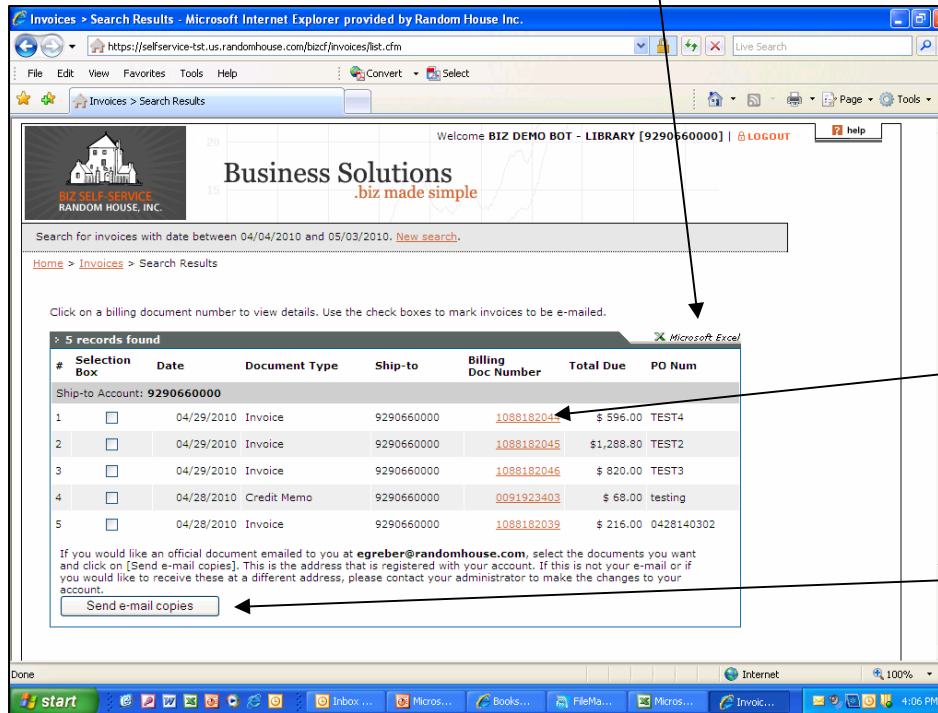 Invoices > Search Results - Microsoft Internet Explorer provided by Random House Inc.
https://selfservice-tst.us.randomhouse.com/bizcf/invoices/list.cfm
Live Search
File Edit View Favorites Tools Help
Convert Select
Invoices > Search Results
Page Tools
Welcome BIZ DEMO BOT - LIBRARY [9290660000] | LOGOUT
? help
20
15
Business Solutions
.biz made simple
BIZ SELF-SERVICE
RANDOM HOUSE, INC.
Search for invoices with date between 04/04/2010 and 05/03/2010. New search.
Home > Invoices > Search Results
Click on a billing document number to view details. Use the check boxes to mark invoices to be e-mailed.
> 5 records found Microsoft Excel
# Selection Box Date Document Type Ship-to Billing Doc Number Total Due PO Num
Ship-to Account: 9290660000
1 04/29/2010 Invoice 9290660000 1088182044 $ 596.00 TEST4
2 04/29/2010 Invoice 9290660000 1088182045 $1,288.80 TEST2
3 04/29/2010 Invoice 9290660000 1088182046 $ 820.00 TEST3
4 04/28/2010 Credit Memo 9290660000 0091923403 $ 68.00 testing
5 04/28/2010 Invoice 9290660000 1088182039 $ 216.00 0428140302
If you would like an official document emailed to you at egreber@randomhouse.com, select the documents you want
and click on [Send e-mail copies]. This is the address that is registered with your account. If this is not your e-mail or if
you would like to receive these at a different address, please contact your administrator to make the changes to your
account.
Send e-mail copies
Done Internet 100%
start Inbox ... Micros... Books... FileMa... Micros... Invoic... 4:06 PM